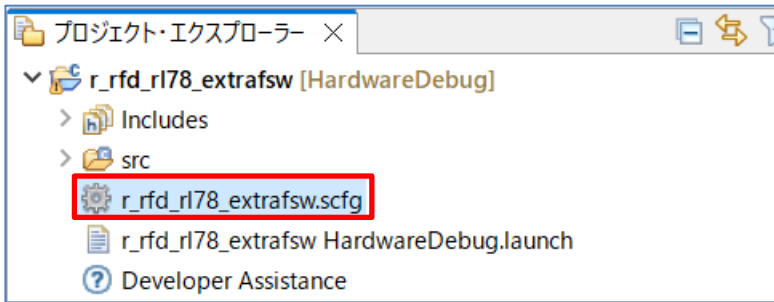 プロジェクト・エクスプローラー
r_rfd_rl78_extrafsw [HardwareDebug]
Includes
src
r_rfd_rl78_extrafsw.scfg
r_rfd_rl78_extrafsw HardwareDebug.launch
Developer Assistance